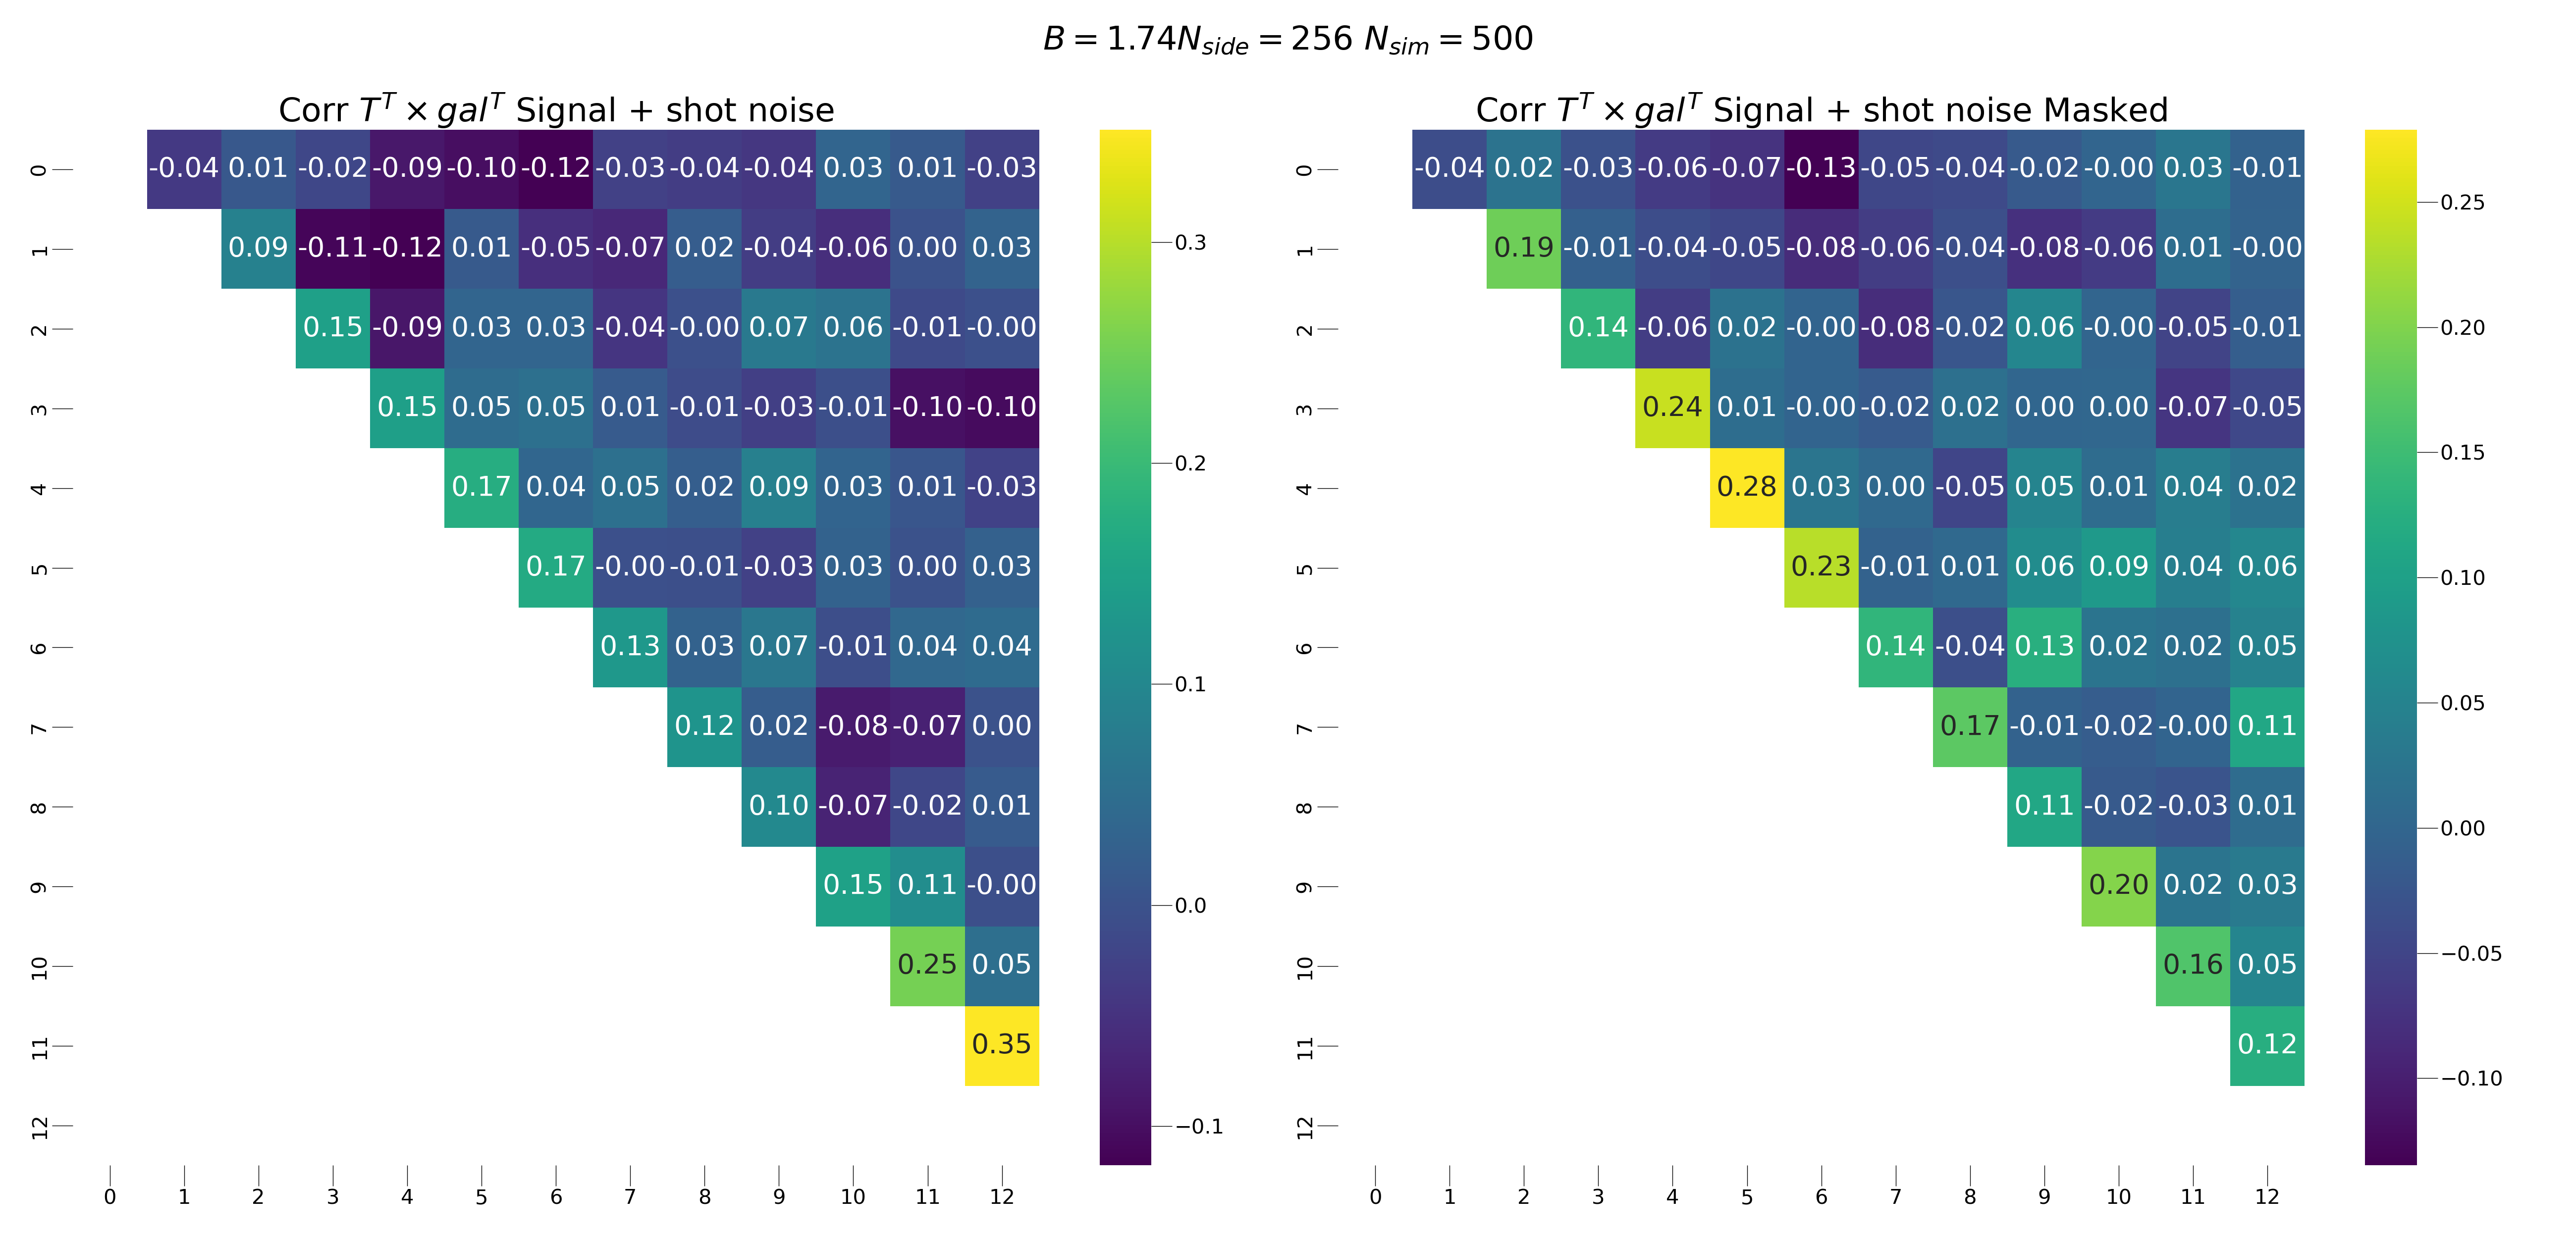 B = 1.74N_side = 256 N_sim = 500
Corr T^T × gal^T Signal + shot noise
0 -0.04 0.01 -0.02 -0.09 -0.10 -0.12 -0.03 -0.04 -0.04 0.03 0.01 -0.03
1 0.09 -0.11 -0.12 0.01 -0.05 -0.07 0.02 -0.04 -0.06 0.00 0.03
2 0.15 -0.09 0.03 0.03 -0.04 -0.00 0.07 0.06 -0.01 -0.00
3 0.15 0.05 0.05 0.01 -0.01 -0.03 -0.01 -0.10 -0.10
4 0.17 0.04 0.05 0.02 0.09 0.03 0.01 -0.03
5 0.17 -0.00 -0.01 -0.03 0.03 0.00 0.03
6 0.13 0.03 0.07 -0.01 0.04 0.04
7 0.12 0.02 -0.08 -0.07 0.00
8 0.10 -0.07 -0.02 0.01
9 0.15 0.11 -0.00
10 0.25 0.05
11 0.35
12
0 1 2 3 4 5 6 7 8 9 10 11 12
0.3
0.2
0.1
0.0
−0.1
Corr T^T × gal^T Signal + shot noise Masked
0 -0.04 0.02 -0.03 -0.06 -0.07 -0.13 -0.05 -0.04 -0.02 -0.00 0.03 -0.01
1 0.19 -0.01 -0.04 -0.05 -0.08 -0.06 -0.04 -0.08 -0.06 0.01 -0.00
2 0.14 -0.06 0.02 -0.00 -0.08 -0.02 0.06 -0.00 -0.05 -0.01
3 0.24 0.01 -0.00 -0.02 0.02 0.00 0.00 -0.07 -0.05
4 0.28 0.03 0.00 -0.05 0.05 0.01 0.04 0.02
5 0.23 -0.01 0.01 0.06 0.09 0.04 0.06
6 0.14 -0.04 0.13 0.02 0.02 0.05
7 0.17 -0.01 -0.02 -0.00 0.11
8 0.11 -0.02 -0.03 0.01
9 0.20 0.02 0.03
10 0.16 0.05
11 0.12
12
0 1 2 3 4 5 6 7 8 9 10 11 12
0.25
0.20
0.15
0.10
0.05
0.00
−0.05
−0.10